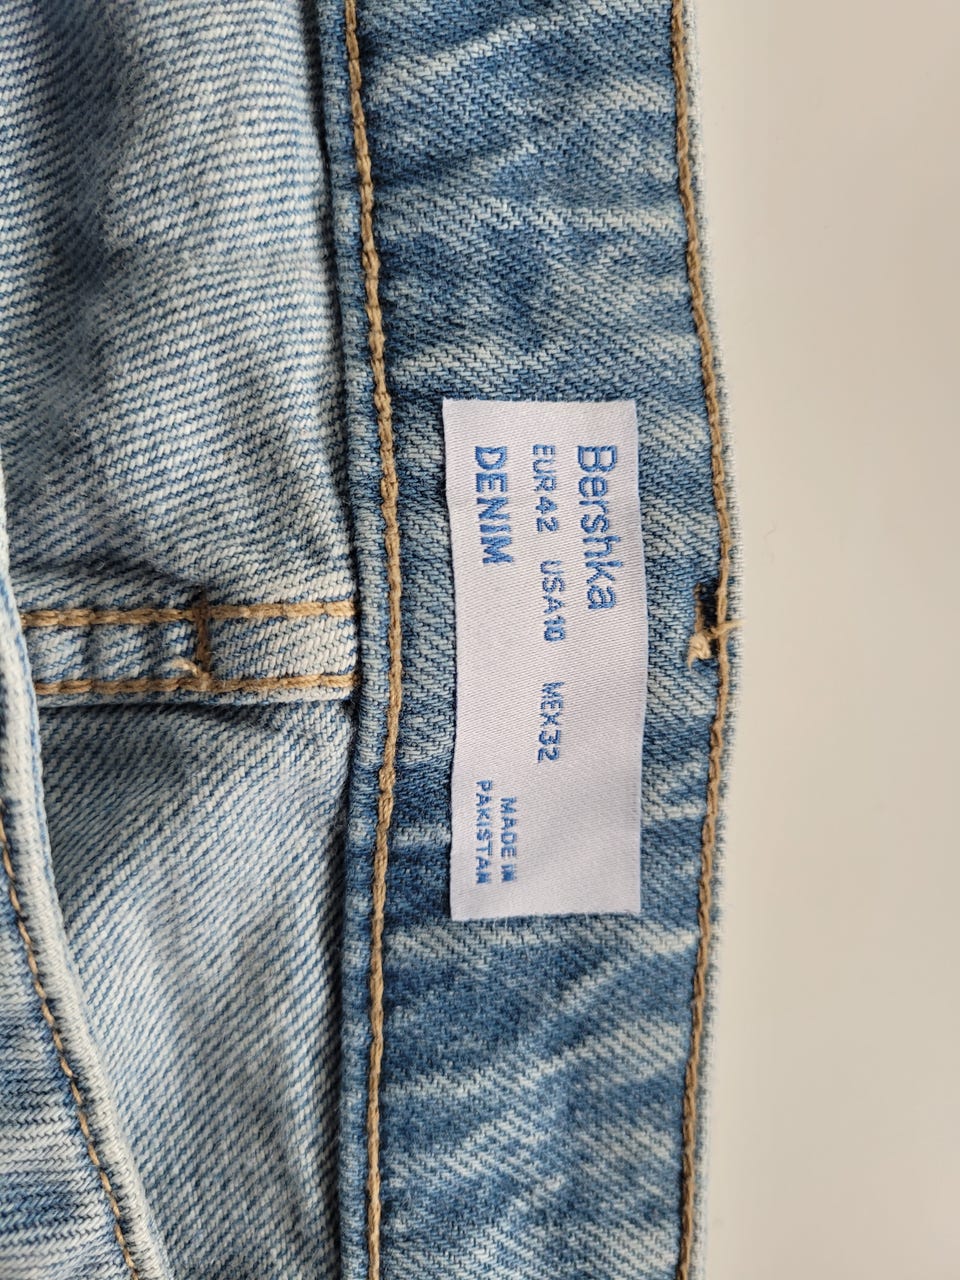 Bershka
EUR42 USA10 MEX32
DENIM
MADE IN
PAKISTAN